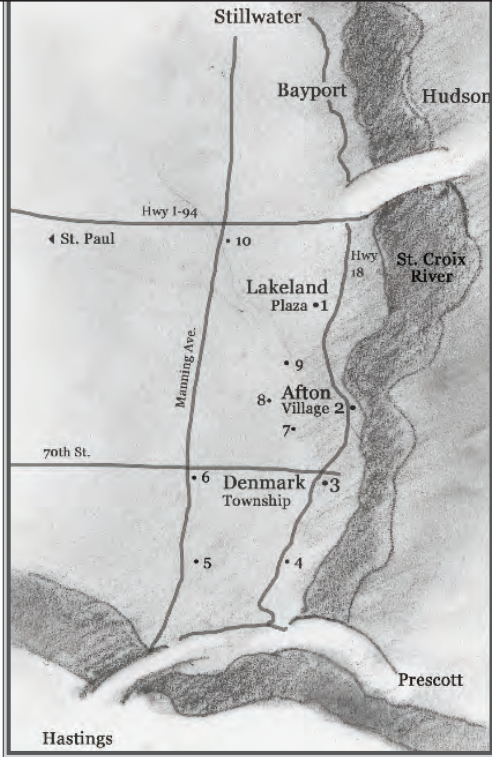 Stillwater
Bayport
Hudson
Hwy I-94
◂ St. Paul
• 10
Hwy
18
St. Croix
River
Lakeland
Plaza •1
Manning Ave.
• 9
8•
Afton
Village 2•
7•
70th St.
• 6
Denmark
Township
•3
• 5
• 4
Prescott
Hastings